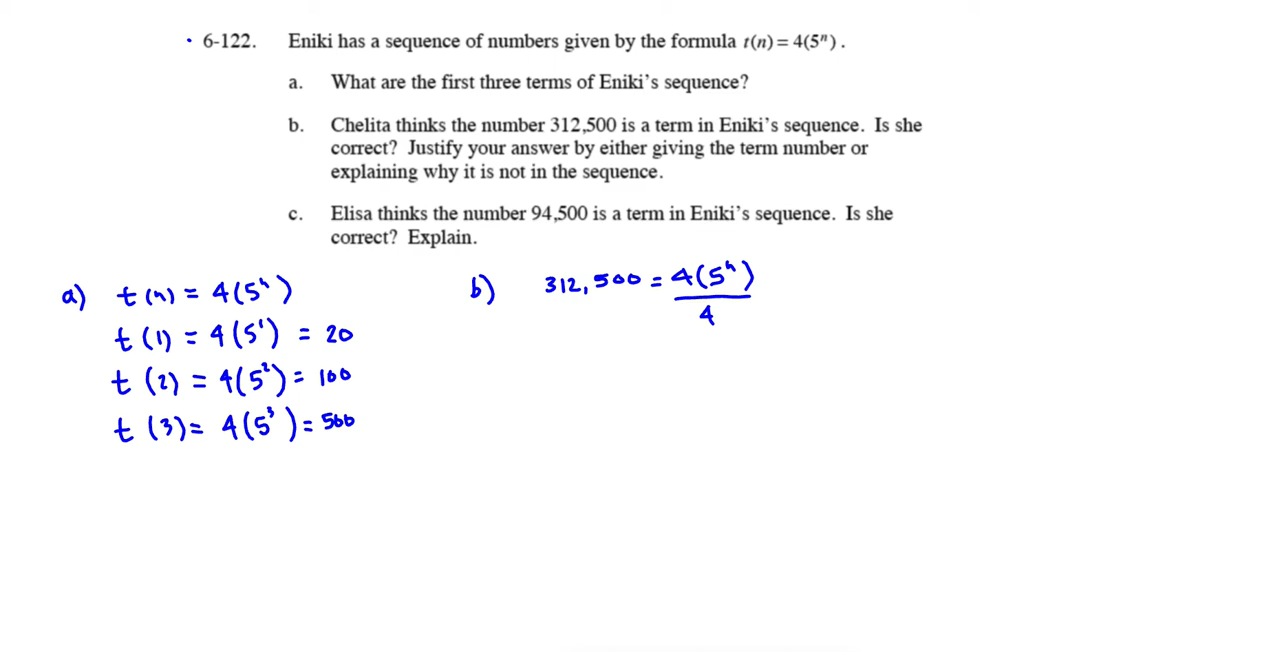 6-122. Eniki has a sequence of numbers given by the formula t(n) = 4(5ⁿ).
a. What are the first three terms of Eniki's sequence?
b. Chelita thinks the number 312,500 is a term in Eniki's sequence. Is she
correct? Justify your answer by either giving the term number or
explaining why it is not in the sequence.
c. Elisa thinks the number 94,500 is a term in Eniki's sequence. Is she
correct? Explain.
a) t(n) = 4(5ⁿ)
t(1) = 4(5¹) = 20
t(2) = 4(5²) = 100
t(3) = 4(5³) = 500
b) 312,500 = 4(5ⁿ)
4